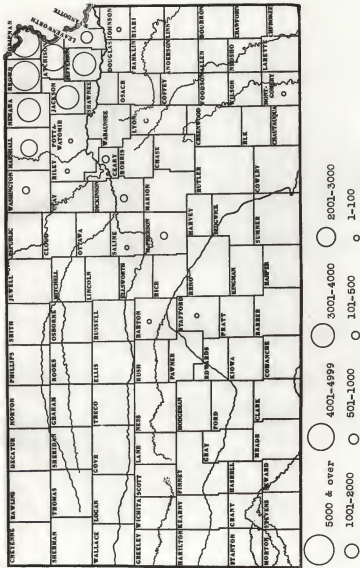 CHEYENNE RAWLINS DECATUR NORTON PHILLIPS SMITH JEWELL REPUBLIC WASHINGTON MARSHALL NEMAHA BROWN DONIPHAN
SHERMAN THOMAS SHERIDAN GRAHAM ROOKS OSBORNE MITCHELL CLOUD CLAY RILEY POTTA- JACKSON ATCHISON LEAVENWORTH
WATOMIE JEFFERSON WYANDOTTE
WALLACE LOGAN GOVE TREGO ELLIS RUSSELL LINCOLN OTTAWA DICKINSON GEARY WABAUNSEE SHAWNEE DOUGLAS JOHNSON
ELLSWORTH SALINE MORRIS OSAGE FRANKLIN MIAMI
GREELEY WICHITA SCOTT LANE NESS RUSH BARTON RICE McPHERSON MARION CHASE LYON COFFEY ANDERSON LINN
HAMILTON KEARNY FINNEY HODGEMAN PAWNEE STAFFORD RENO HARVEY BUTLER GREENWOOD WOODSON ALLEN BOURBON
GRAY FORD EDWARDS PRATT SEDGWICK WILSON NEOSHO CRAWFORD
STANTON GRANT HASKELL KIOWA KINGMAN ELK
MORTON STEVENS SEWARD MEADE CLARK COMANCHE BARBER HARPER SUMNER COWLEY CHAUTAUQUA MONT- LABETTE CHEROKEE
GOMERY
5000 & over 4001-4999 3001-4000 2001-3000
1001-2000 501-1000 101-500 1-100